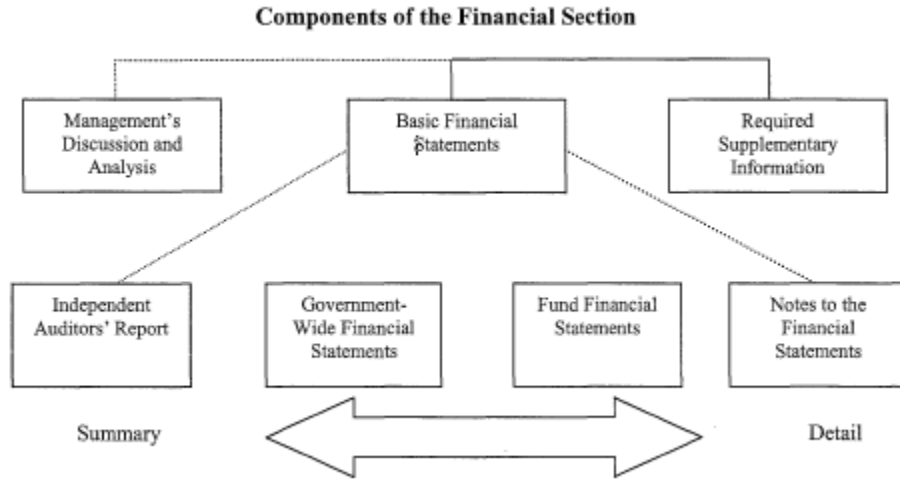 Components of the Financial Section
Management's
Discussion and
Analysis
Basic Financial
Statements
Required
Supplementary
Information
Independent
Auditors' Report
Government-
Wide Financial
Statements
Fund Financial
Statements
Notes to the
Financial
Statements
Summary
Detail